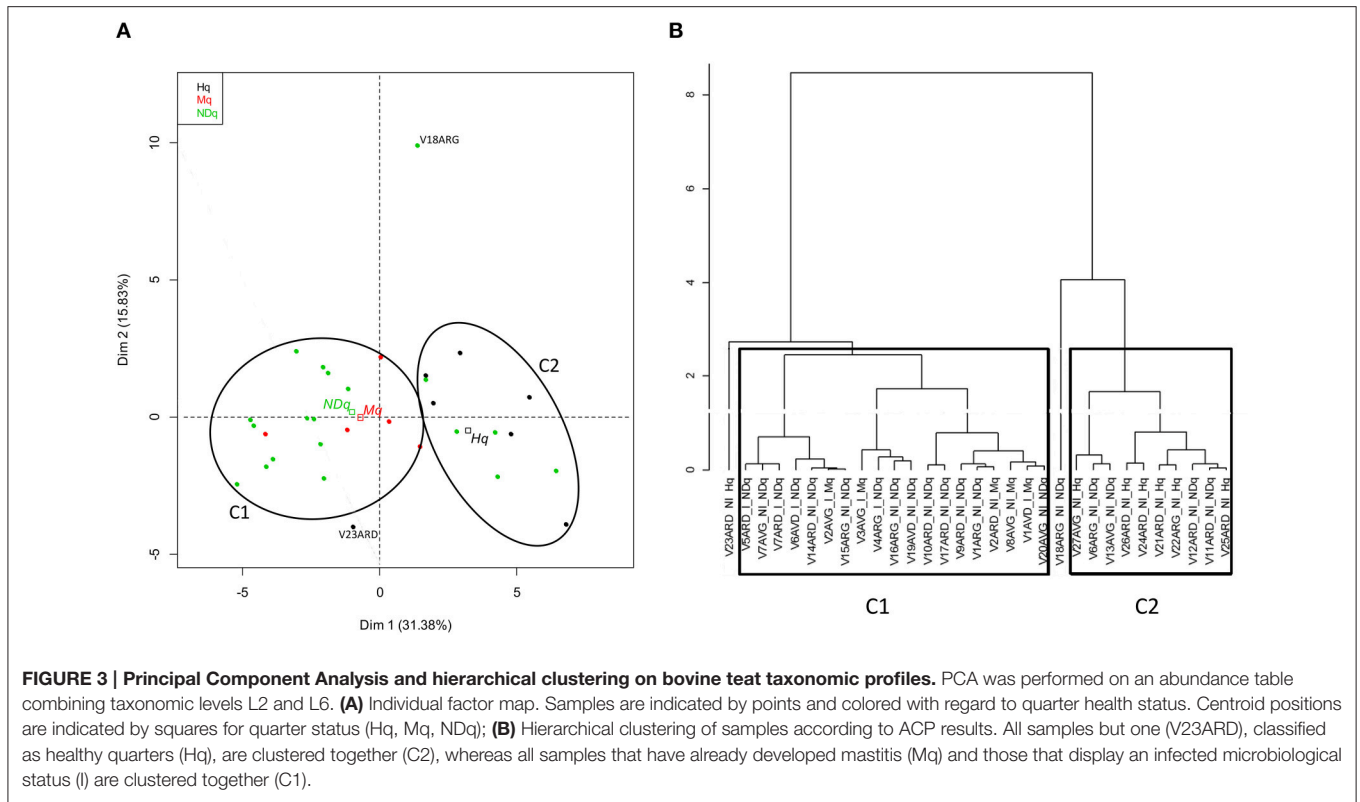 A
Hq
Mq
NDq
V18ARG
10
5
0
-5
Dim 2 (15.83%)
NDq
Mq
Hq
C1
C2
V23ARD
-5
0
5
Dim 1 (31.38%)
B
8
6
4
2
0
V23ARD_NI_Hq
V5ARD_I_NDq
V7AVG_NI_NDq
V7ARD_I_NDq
V6AVD_I_NDq
V14ARD_NI_NDq
V2AVG_I_Mq
V15ARG_NI_NDq
V3AVG_I_Mq
V4ARG_I_NDq
V16ARG_NI_NDq
V19AVD_NI_NDq
V10ARD_NI_NDq
V17ARD_NI_NDq
V9ARD_NI_NDq
V1ARG_NI_NDq
V2ARD_NI_Mq
V8AVG_NI_Mq
V1AVD_I_Mq
V20AVG_NI_NDq
V18ARG_NI_NDq
V27AVG_NI_Hq
V6ARG_NI_NDq
V13AVG_NI_NDq
V26ARD_NI_Hq
V24ARD_NI_Hq
V21ARD_NI_Hq
V22ARG_NI_Hq
V12ARD_NI_NDq
V11ARD_NI_NDq
V25ARD_NI_Hq
C1
C2
FIGURE 3 | Principal Component Analysis and hierarchical clustering on bovine teat taxonomic profiles. PCA was performed on an abundance table
combining taxonomic levels L2 and L6. (A) Individual factor map. Samples are indicated by points and colored with regard to quarter health status. Centroid positions
are indicated by squares for quarter status (Hq, Mq, NDq); (B) Hierarchical clustering of samples according to ACP results. All samples but one (V23ARD), classified
as healthy quarters (Hq), are clustered together (C2), whereas all samples that have already developed mastitis (Mq) and those that display an infected microbiological
status (I) are clustered together (C1).